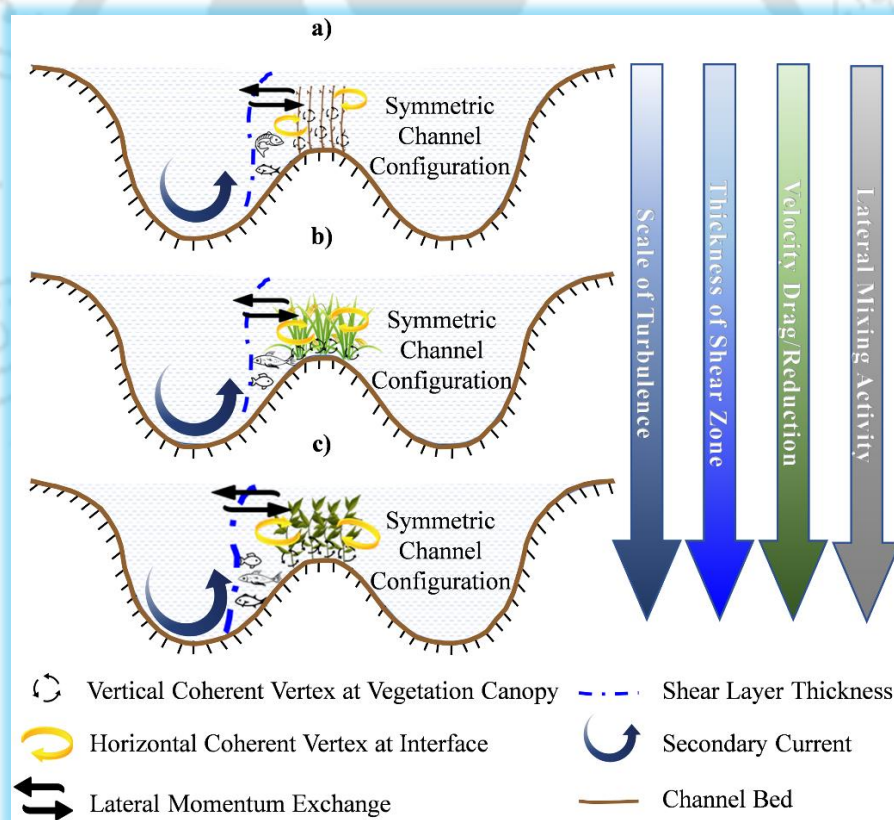 a)
Symmetric
Channel
Configuration
b)
Symmetric
Channel
Configuration
c)
Symmetric
Channel
Configuration
Scale of Turbulence
Thickness of Shear Zone
Velocity Drag/Reduction
Lateral Mixing Activity
Vertical Coherent Vertex at Vegetation Canopy
Shear Layer Thickness
Horizontal Coherent Vertex at Interface
Secondary Current
Lateral Momentum Exchange
Channel Bed